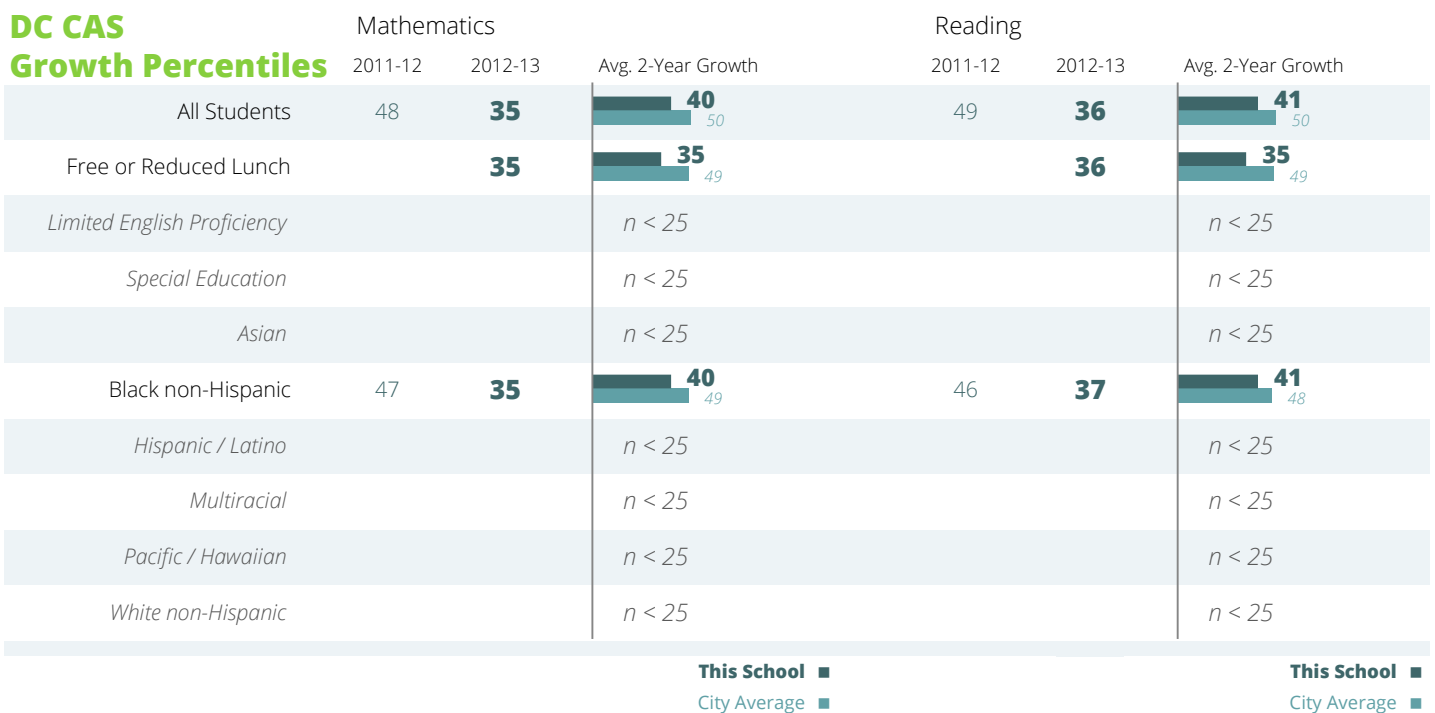 DC CAS
Growth Percentiles
Mathematics Reading
2011-12 2012-13 Avg. 2-Year Growth 2011-12 2012-13 Avg. 2-Year Growth
All Students 48 35 40 50 49 36 41 50
Free or Reduced Lunch 35 35 49 36 35 49
Limited English Proficiency n < 25 n < 25
Special Education n < 25 n < 25
Asian n < 25 n < 25
Black non-Hispanic 47 35 40 49 46 37 41 48
Hispanic / Latino n < 25 n < 25
Multiracial n < 25 n < 25
Pacific / Hawaiian n < 25 n < 25
White non-Hispanic n < 25 n < 25
This School This School
City Average City Average